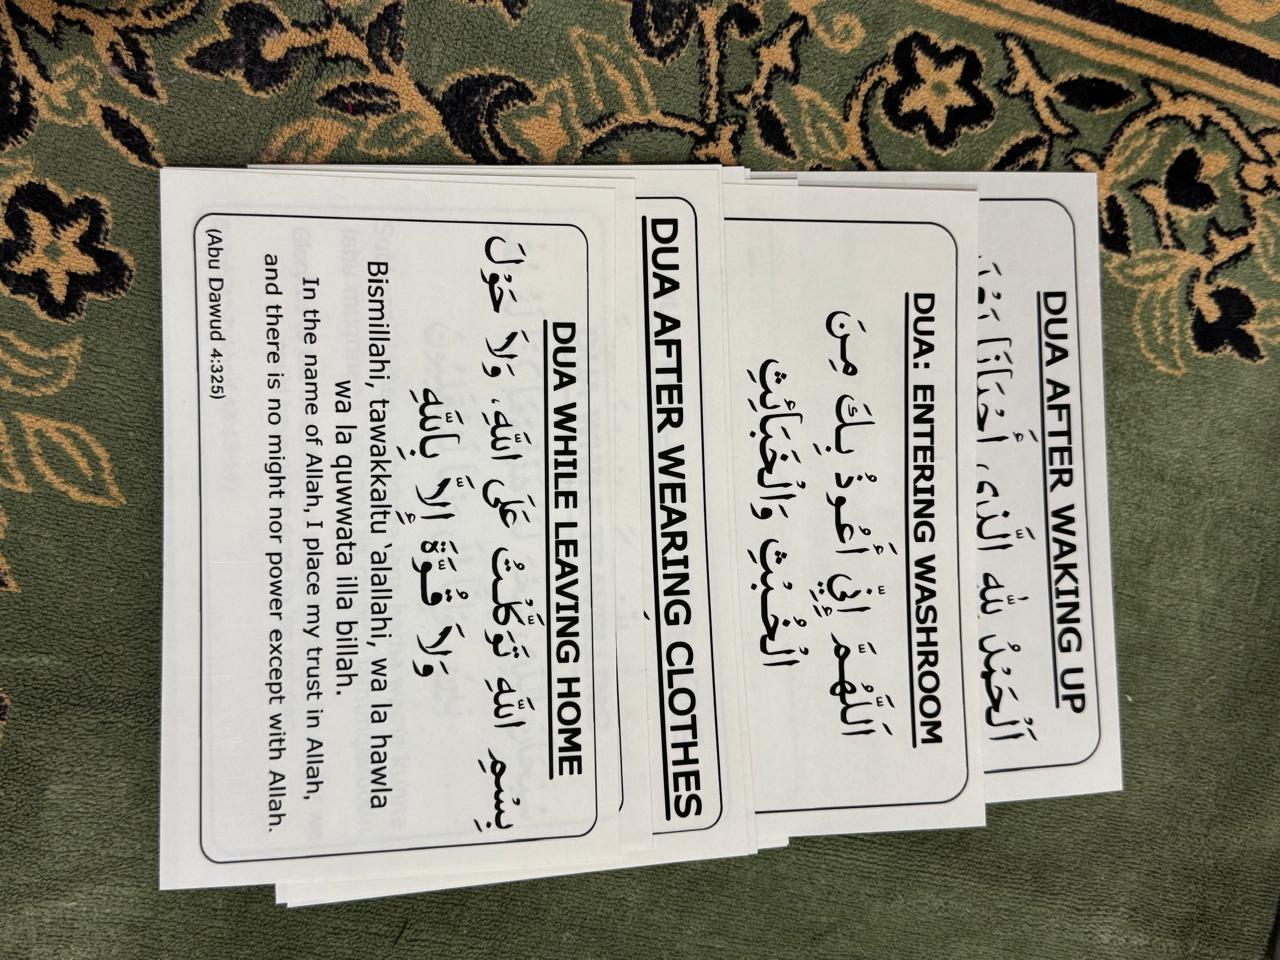 DUA AFTER WAKING UP
اَلْحَمْدُ لِلّٰهِ الَّذِى أَحْيَانَا
DUA: ENTERING WASHROOM
اَللّٰهُمَّ إِنِّي أَعُوذُ بِكَ مِنَ
الْخُبُثِ وَالْخَبَائِثِ
DUA AFTER WEARING CLOTHES
DUA WHILE LEAVING HOME
بِسْمِ اللّٰهِ تَوَكَّلْتُ عَلَى اللّٰهِ، وَلاَ حَوْلَ
وَلاَ قُوَّةَ إِلاَّ بِاللّٰهِ
Bismillahi, tawakkaltu ‛alallahi, wa la hawla
wa la quwwata illa billah.
In the name of Allah, I place my trust in Allah,
and there is no might nor power except with Allah.
(Abu Dawud 4:325)